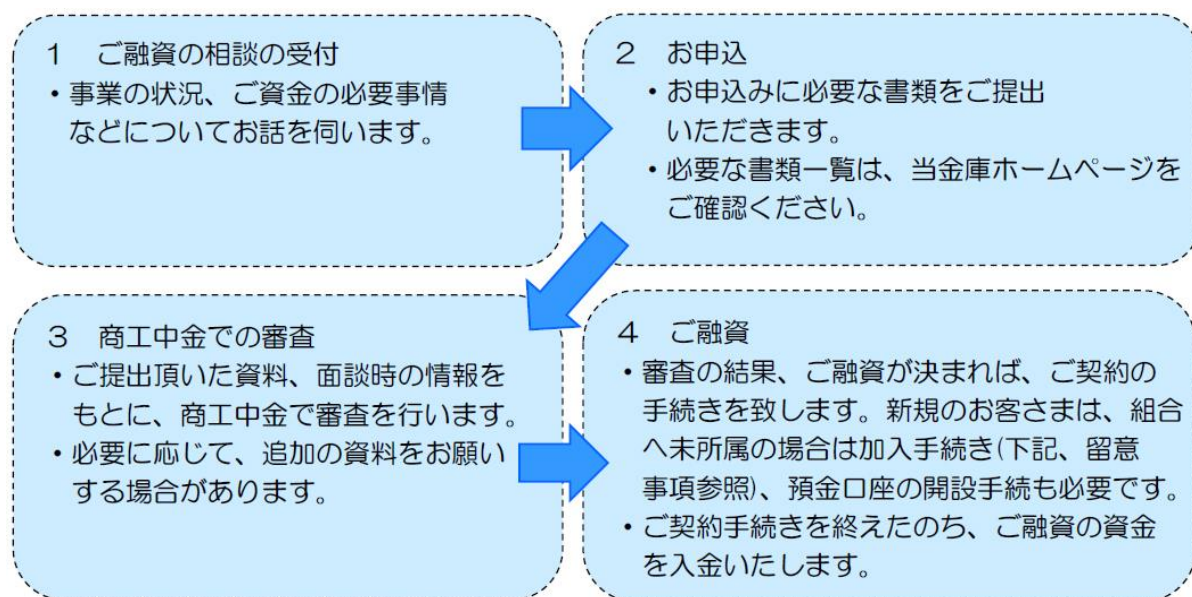 １　ご融資の相談の受付
・事業の状況、ご資金の必要事情
などについてお話を伺います。
２　お申込
・お申込みに必要な書類をご提出
いただきます。
・必要な書類一覧は、当金庫ホームページを
ご確認ください。
３　商工中金での審査
・ご提出頂いた資料、面談時の情報を
もとに、商工中金で審査を行います。
・必要に応じて、追加の資料をお願い
する場合があります。
４　ご融資
・審査の結果、ご融資が決まれば、ご契約の
手続きを致します。新規のお客さまは、組合
へ未所属の場合は加入手続き(下記、留意
事項参照)、預金口座の開設手続も必要です。
・ご契約手続きを終えたのち、ご融資の資金
を入金いたします。